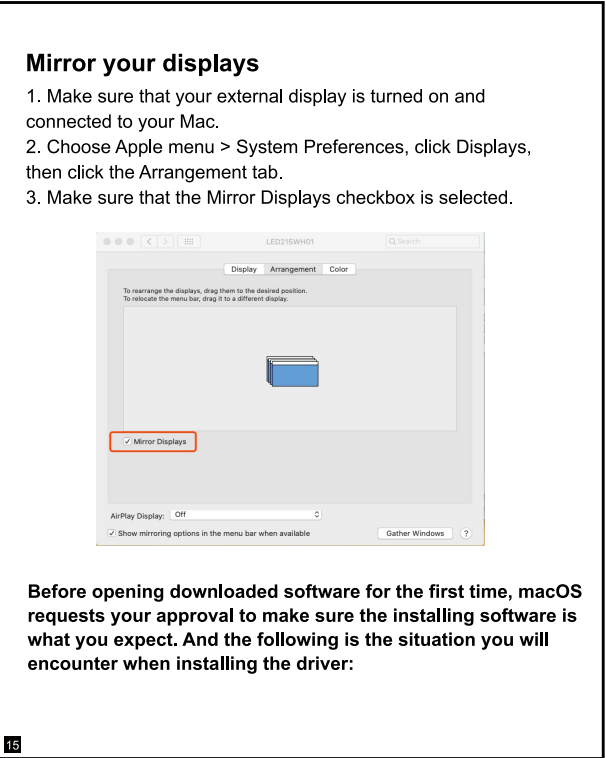 Mirror your displays
1. Make sure that your external display is turned on and
connected to your Mac.
2. Choose Apple menu > System Preferences, click Displays,
then click the Arrangement tab.
3. Make sure that the Mirror Displays checkbox is selected.
LED215WH01
Search
Display Arrangement Color
To rearrange the displays, drag them to the desired position.
To relocate the menu bar, drag it to a different display.
Mirror Displays
AirPlay Display: Off
Show mirroring options in the menu bar when available
Gather Windows ?
Before opening downloaded software for the first time, macOS
requests your approval to make sure the installing software is
what you expect. And the following is the situation you will
encounter when installing the driver:
15